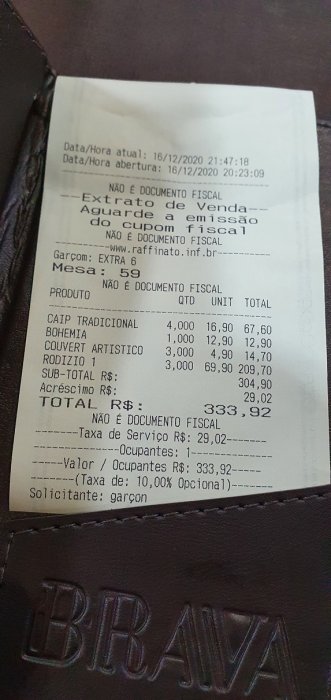 Data/Hora atual: 16/12/2020 21:47:18
Data/Hora abertura: 16/12/2020 20:23:09
NÃO É DOCUMENTO FISCAL
--Extrato de Venda--
Aguarde a emissão
do cupom fiscal
NÃO É DOCUMENTO FISCAL
--------www.raffinato.inf.br--------
Garçom: EXTRA 6
Mesa: 59
NÃO É DOCUMENTO FISCAL
PRODUTO QTD UNIT TOTAL
CAIP TRADICIONAL 4,000 16,90 67,60
BOHEMIA 1,000 12,90 12,90
COUVERT ARTISTICO 3,000 4,90 14,70
RODIZIO 1 3,000 69,90 209,70
SUB-TOTAL R$: 304,90
Acréscimo R$: 29,02
TOTAL R$: 333,92
NÃO É DOCUMENTO FISCAL
-------Taxa de Serviço R$: 29,02-------
-------------Ocupantes: 1-------------
-----Valor / Ocupantes R$: 333,92-----
-------(Taxa de: 10,00% Opcional)-------
Solicitante: garçon
BRAVA